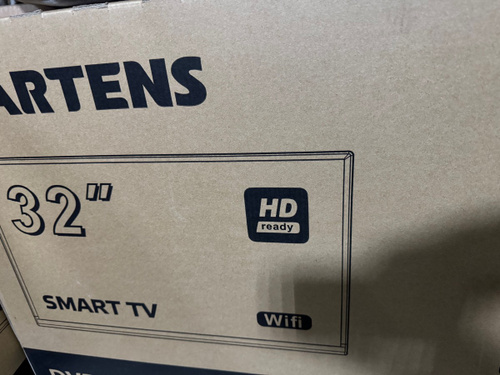 ARTENS
32"
HD
ready
SMART TV
Wifi